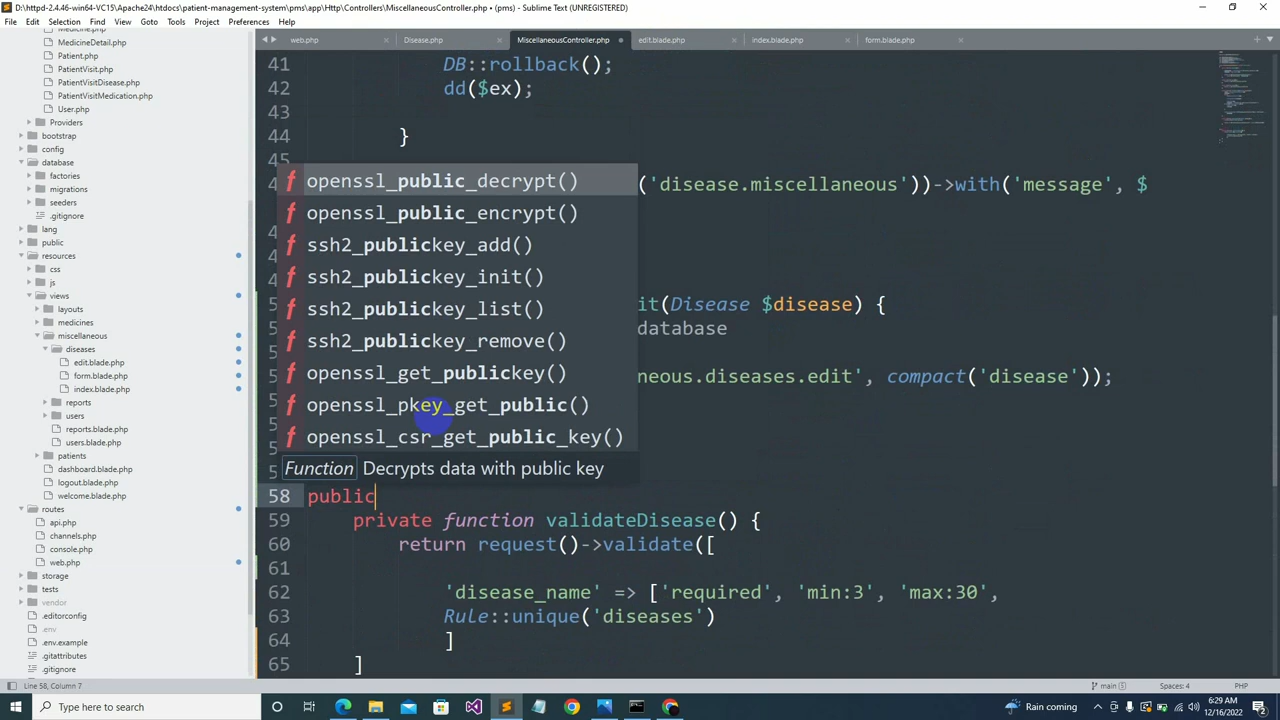 D:\httpd-2.4.46-win64-VC15\Apache24\htdocs\patient-management-system\pms\app\Http\Controllers\MiscellaneousController.php • (pms) - Sublime Text (UNREGISTERED)
File Edit Selection Find View Goto Tools Project Preferences Help
Medicine.php
MedicineDetail.php
Patient.php
PatientVisit.php
PatientVisitDisease.php
PatientVisitMedication.php
User.php
Providers
bootstrap
config
database
factories
migrations
seeders
.gitignore
lang
public
resources
css
js
views
layouts
medicines
miscellaneous
diseases
edit.blade.php
form.blade.php
index.blade.php
reports
users
reports.blade.php
users.blade.php
patients
dashboard.blade.php
logout.blade.php
welcome.blade.php
routes
api.php
channels.php
console.php
web.php
storage
tests
vendor
.editorconfig
.env
.env.example
.gitattributes
.gitignore
web.php Disease.php MiscellaneousController.php edit.blade.php index.blade.php form.blade.php
41 DB::rollback();
42 dd($ex);
43
44 }
45
4 ('disease.miscellaneous'))->with('message', $
it(Disease $disease) {
database
neous.diseases.edit', compact('disease'));
f openssl_public_decrypt()
f openssl_public_encrypt()
f ssh2_publickey_add()
f ssh2_publickey_init()
f ssh2_publickey_list()
f ssh2_publickey_remove()
f openssl_get_publickey()
f openssl_pkey_get_public()
f openssl_csr_get_public_key()
Function Decrypts data with public key
58 public
59 private function validateDisease() {
60 return request()->validate([
61
62 'disease_name' => ['required', 'min:3', 'max:30',
63 Rule::unique('diseases')
64 ]
65 ]
Line 58, Column 7 main 5 Spaces: 4 PHP
Type here to search
Rain coming
6:29 AM
12/16/2022
2